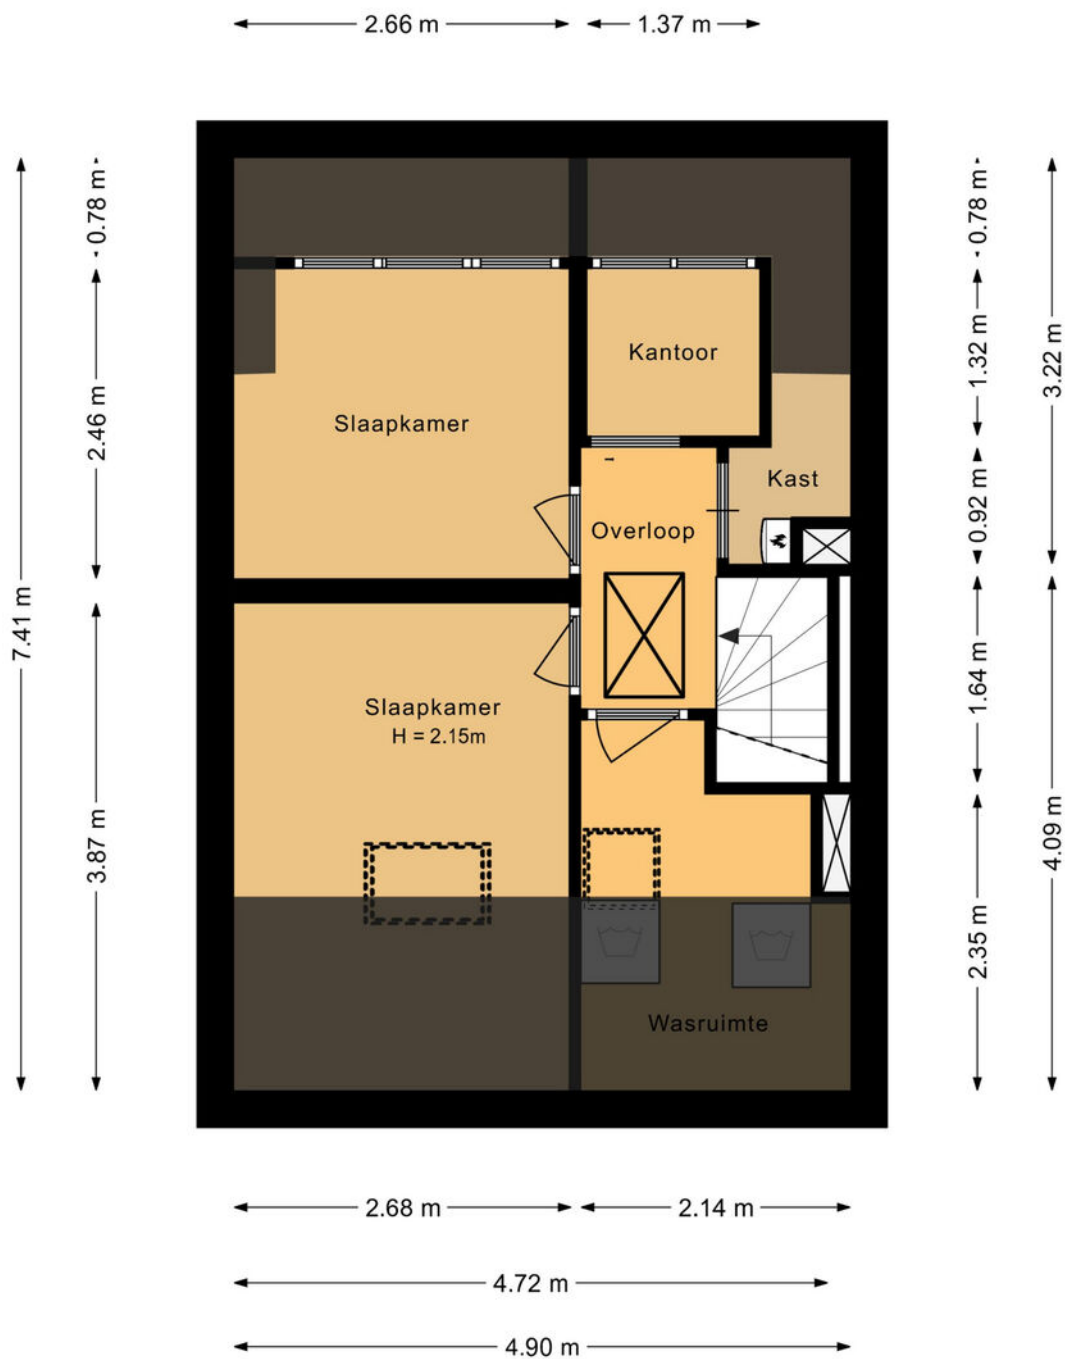 2.66 m
1.37 m
0.78 m
0.78 m
2.46 m
1.32 m
3.22 m
Kantoor
Slaapkamer
Kast
0.92 m
Overloop
7.41 m
1.64 m
Slaapkamer
H = 2.15m
3.87 m
4.09 m
2.35 m
Wasruimte
2.68 m
2.14 m
4.72 m
4.90 m